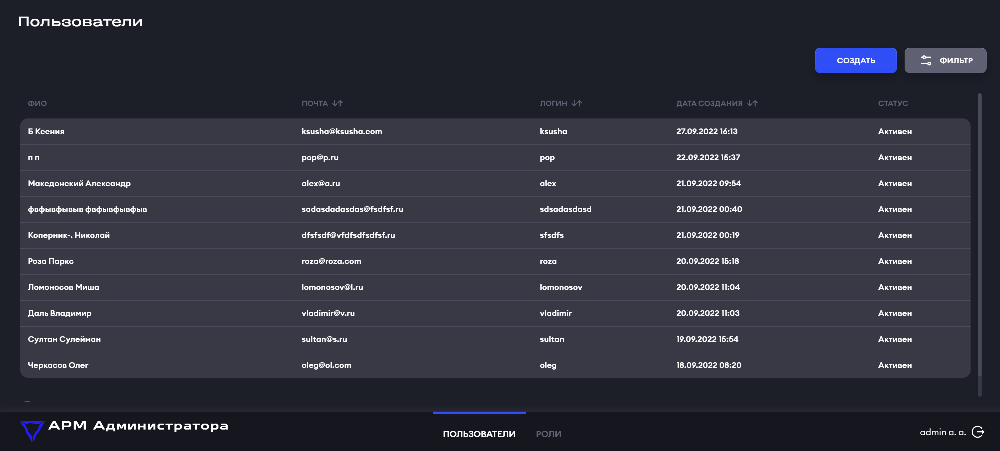 Пользователи
СОЗДАТЬ ФИЛЬТР
ФИО ПОЧТА ЛОГИН ДАТА СОЗДАНИЯ СТАТУС
Б Ксения ksusha@ksusha.com ksusha 27.09.2022 16:13 Активен
п п pop@p.ru pop 22.09.2022 15:37 Активен
Македонский Александр alex@a.ru alex 21.09.2022 09:54 Активен
фвфывфывыв фвфывфывфыв sadasdadasdas@fsdfsf.ru sdsadasdasd 21.09.2022 00:40 Активен
Коперник-. Николай dfsfsdf@vfdfsdfsdfsf.ru sfsdfs 21.09.2022 00:19 Активен
Роза Паркс roza@roza.com roza 20.09.2022 15:18 Активен
Ломоносов Миша lomonosov@l.ru lomonosov 20.09.2022 11:04 Активен
Даль Владимир vladimir@v.ru vladimir 20.09.2022 11:03 Активен
Султан Сулейман sultan@s.ru sultan 19.09.2022 15:54 Активен
Черкасов Олег oleg@ol.com oleg 18.09.2022 08:20 Активен
АРМ Администратора ПОЛЬЗОВАТЕЛИ РОЛИ admin a. a.